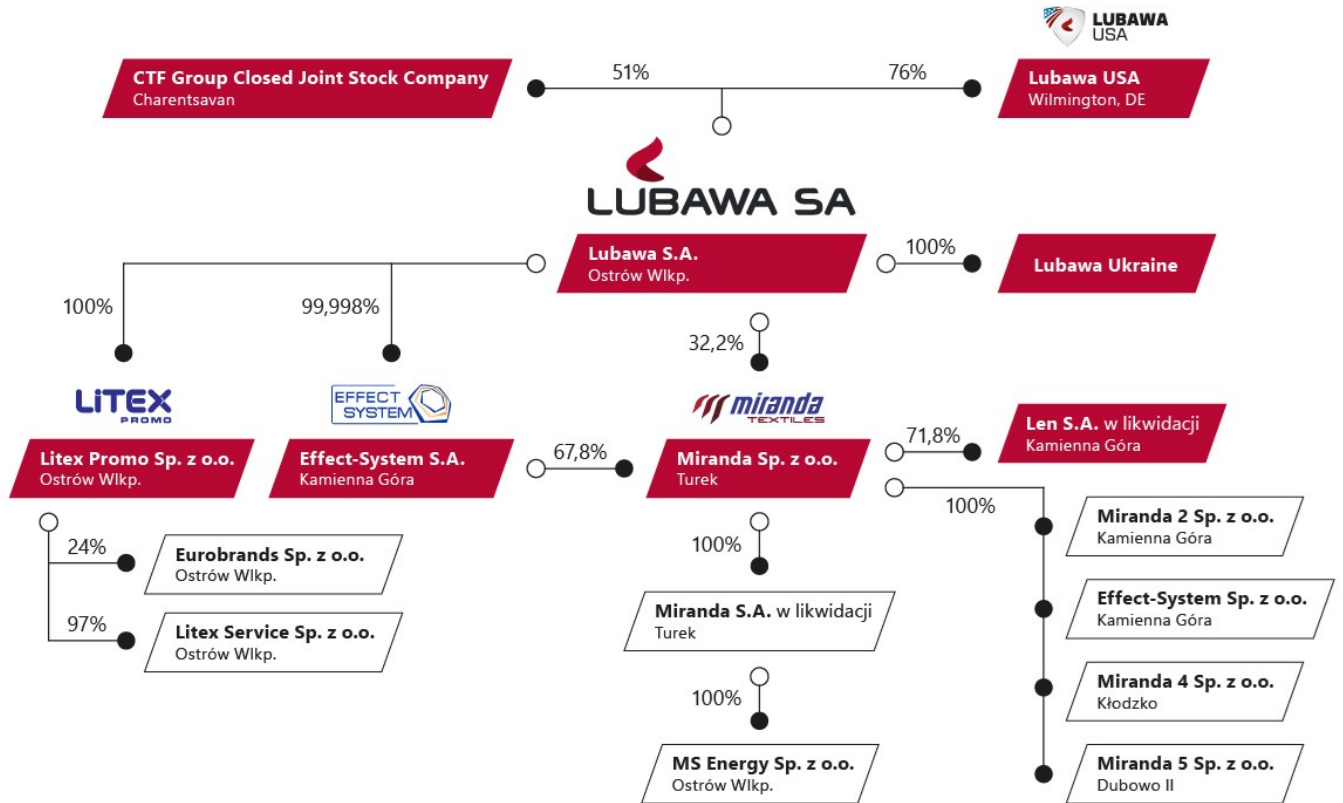 LUBAWA
USA
CTF Group Closed Joint Stock Company
Charentsavan
51%
76%
Lubawa USA
Wilmington, DE
LUBAWA SA
Lubawa S.A.
Ostrów Wlkp.
100%
Lubawa Ukraine
100%
99,998%
32,2%
LiTEX
PROMO
EFFECT
SYSTEM
miranda
TEXTILES
Litex Promo Sp. z o.o.
Ostrów Wlkp.
Effect-System S.A.
Kamienna Góra
67,8%
Miranda Sp. z o.o.
Turek
71,8%
Len S.A. w likwidacji
Kamienna Góra
100%
24%
Eurobrands Sp. z o.o.
Ostrów Wlkp.
97%
Litex Service Sp. z o.o.
Ostrów Wlkp.
100%
Miranda S.A. w likwidacji
Turek
100%
MS Energy Sp. z o.o.
Ostrów Wlkp.
Miranda 2 Sp. z o.o.
Kamienna Góra
Effect-System Sp. z o.o.
Kamienna Góra
Miranda 4 Sp. z o.o.
Kłodzko
Miranda 5 Sp. z o.o.
Dubowo II